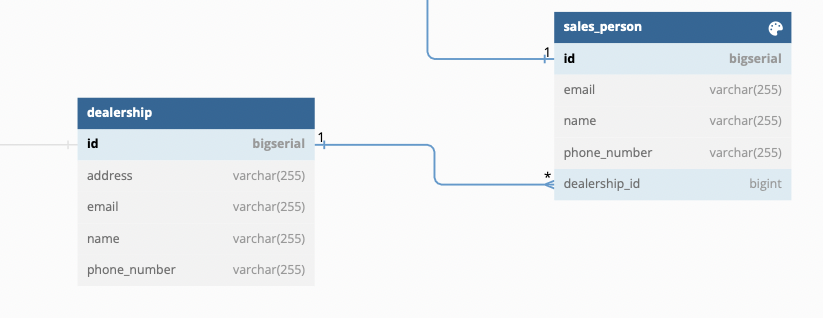 sales_person
1
id bigserial
email varchar(255)
name varchar(255)
phone_number varchar(255)
* dealership_id bigint
dealership
id bigserial 1
address varchar(255)
email varchar(255)
name varchar(255)
phone_number varchar(255)